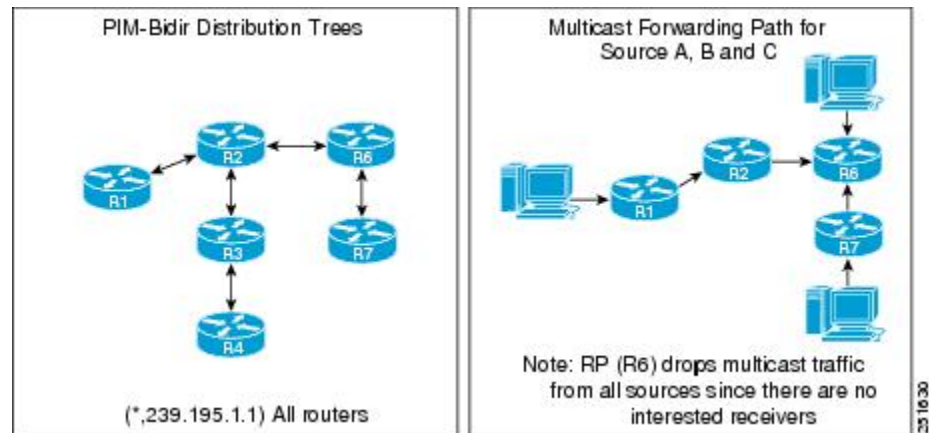 PIM-Bidir Distribution Trees
R2
R6
R1
R3
R7
R4
(*,239.195.1.1) All routers
Multicast Forwarding Path for
Source A, B and C
R2
R6
R1
R7
Note: RP (R6) drops multicast traffic
from all sources since there are no
interested receivers
251630